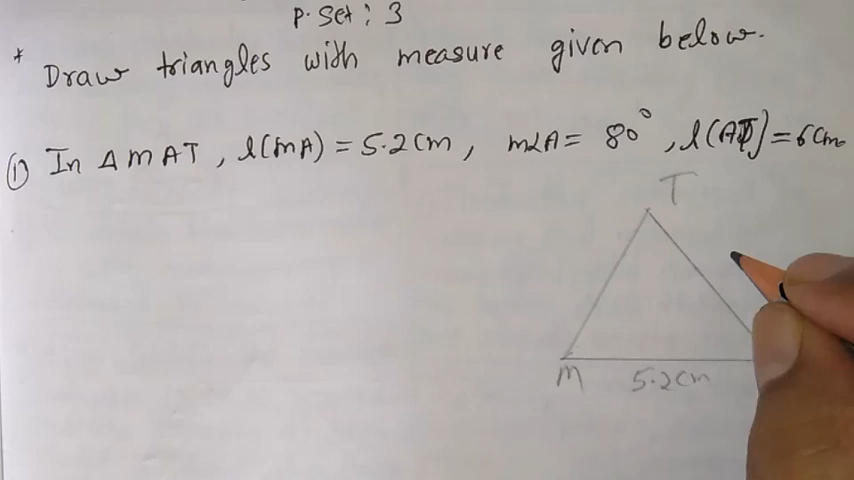 P. Set : 3
* Draw triangles with measure given below.
① In Δ MAT, l(MA) = 5.2 cm, m∠A = 80°, l(AT) = 6 cm.
T
M 5.2 cm